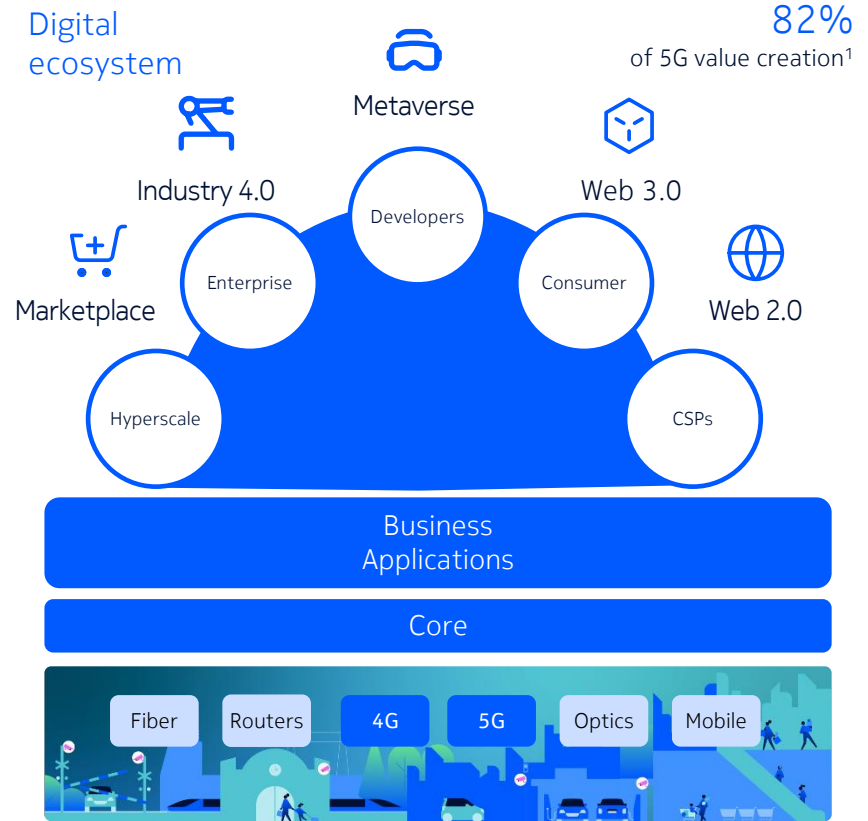 Digital
ecosystem
82%
of 5G value creation¹
Metaverse
Industry 4.0
Web 3.0
Developers
Enterprise
Consumer
Marketplace
Web 2.0
Hyperscale
CSPs
Business
Applications
Core
Fiber
Routers
4G
5G
Optics
Mobile